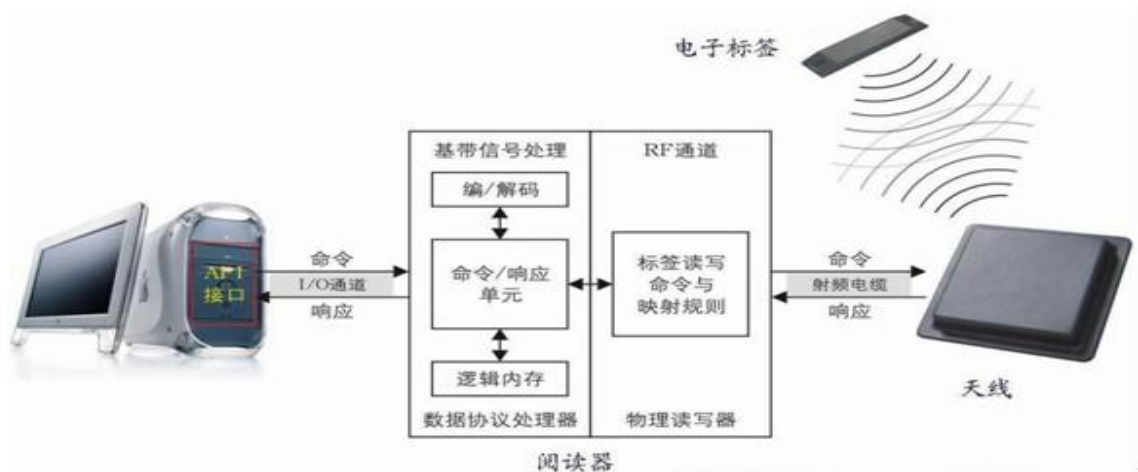 电子标签
基带信号处理
RF通道
编/解码
API
接口
命令
I/O通道
响应
命令/响应
单元
标签读写
命令与
映射规则
命令
射频电缆
响应
逻辑内存
天线
数据协议处理器
物理读写器
阅读器